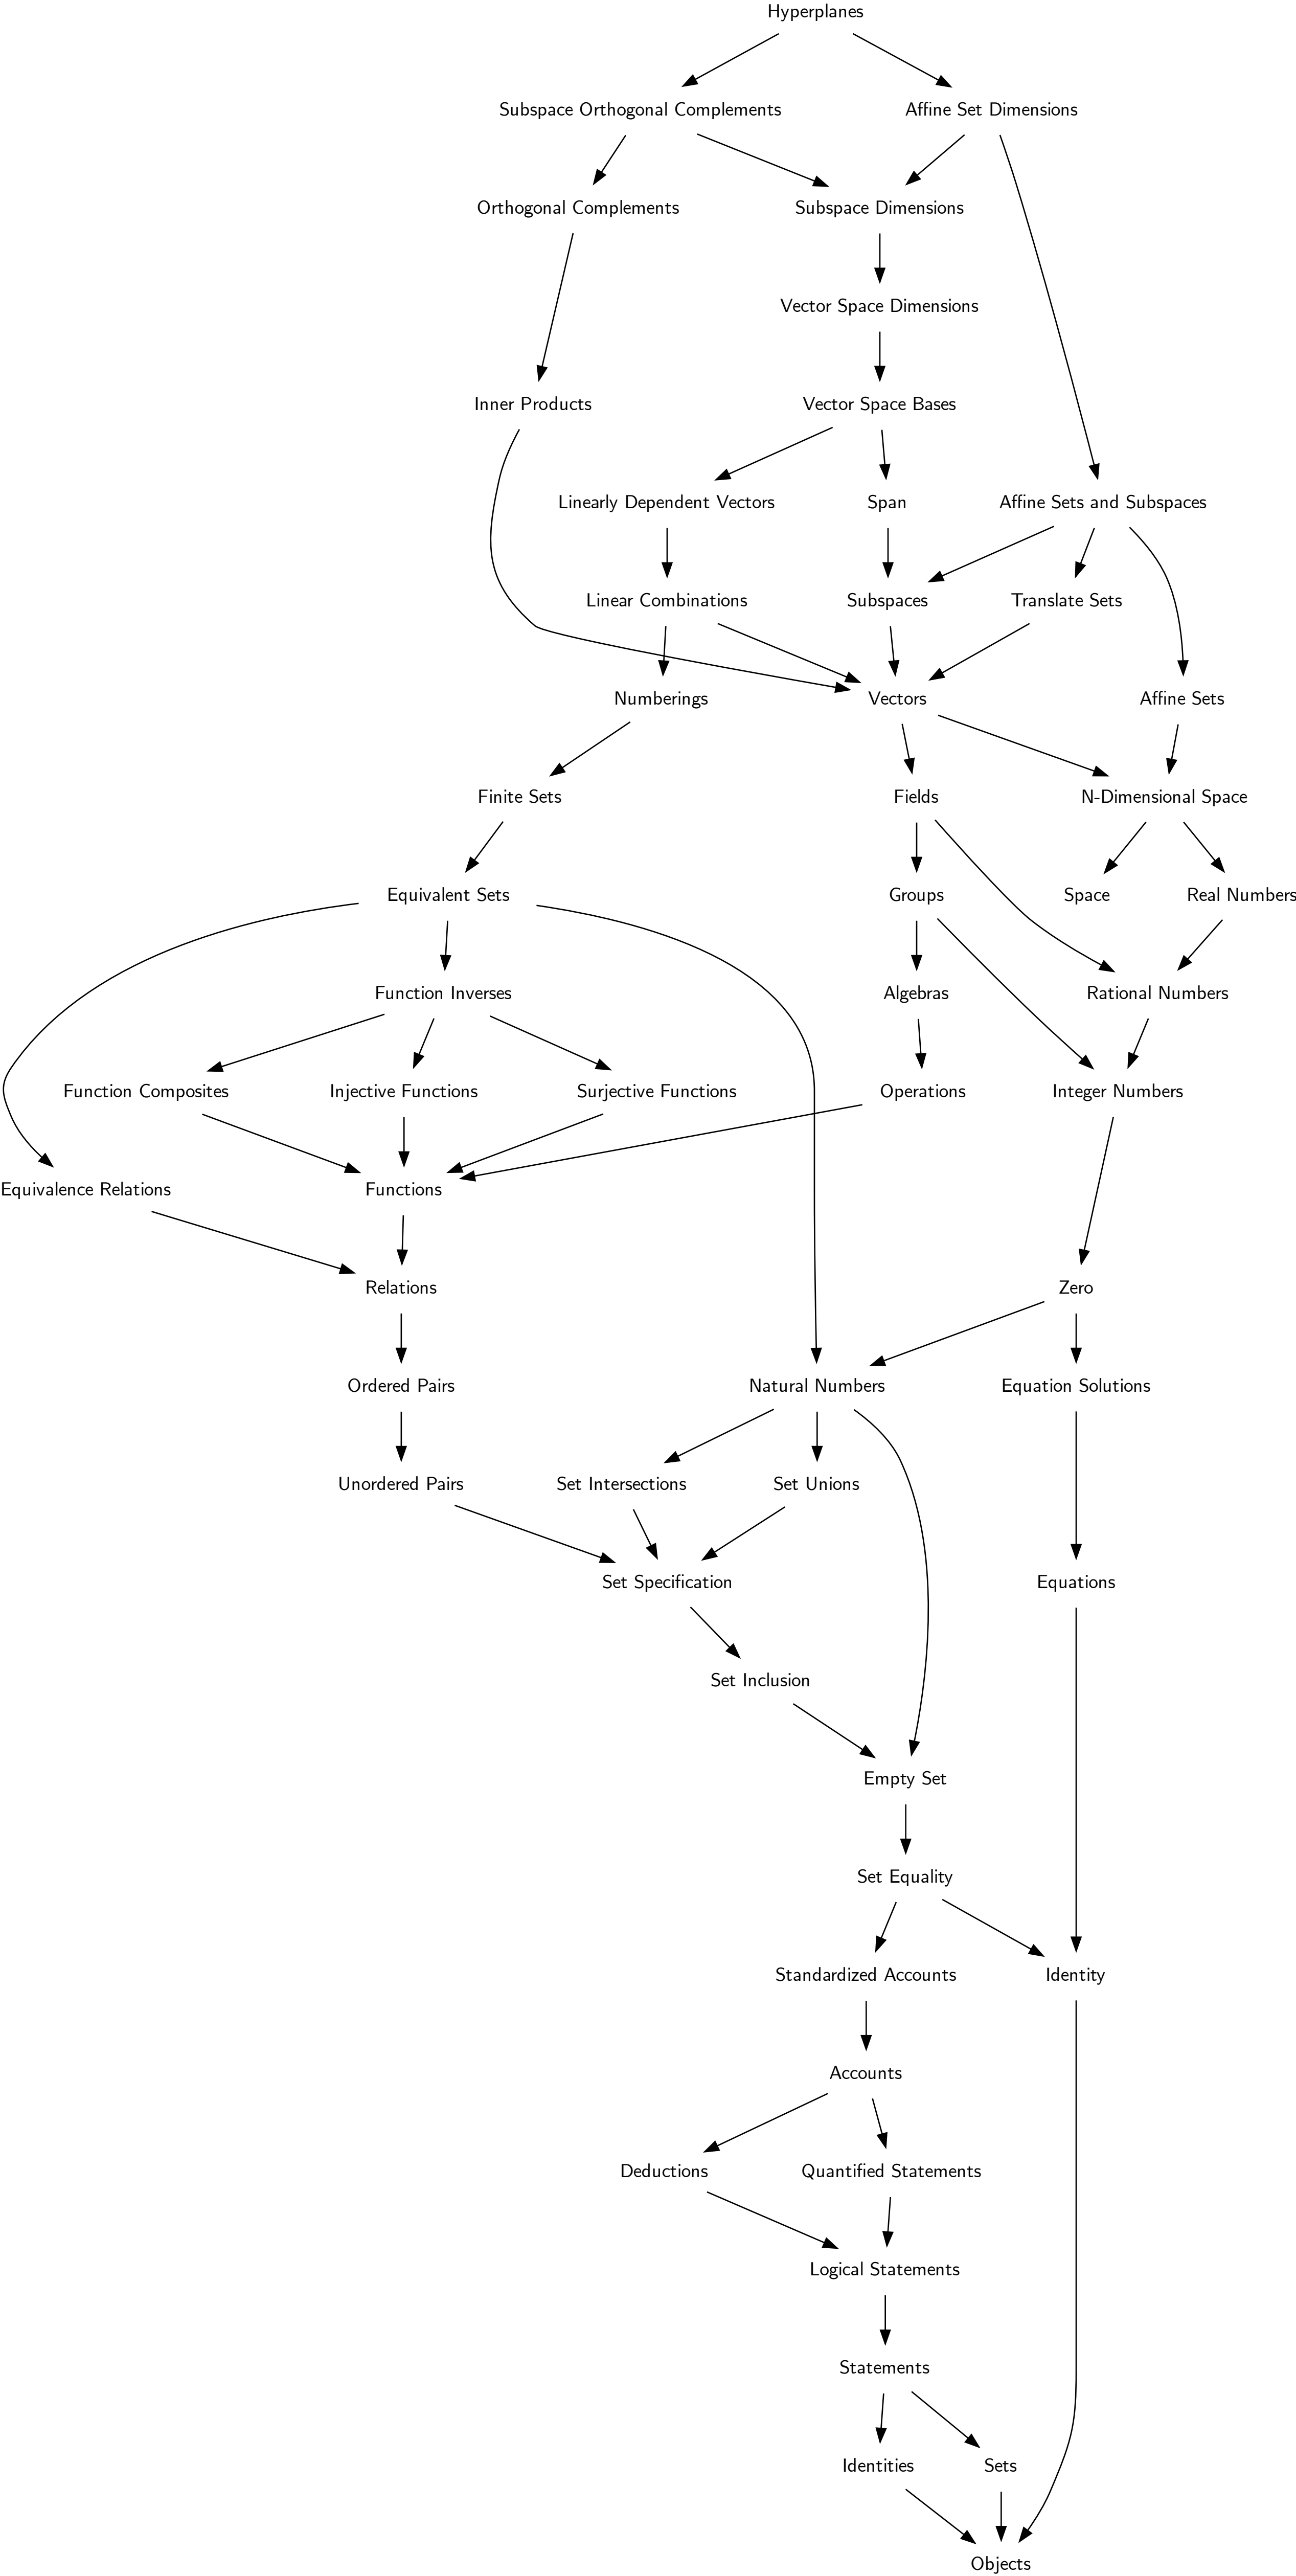 Hyperplanes
Subspace Orthogonal Complements
Affine Set Dimensions
Orthogonal Complements
Subspace Dimensions
Vector Space Dimensions
Inner Products
Vector Space Bases
Linearly Dependent Vectors
Span
Affine Sets and Subspaces
Linear Combinations
Subspaces
Translate Sets
Numberings
Vectors
Affine Sets
Finite Sets
Fields
N-Dimensional Space
Equivalent Sets
Groups
Space
Real Numbers
Function Inverses
Algebras
Rational Numbers
Function Composites
Injective Functions
Surjective Functions
Operations
Integer Numbers
Equivalence Relations
Functions
Relations
Zero
Ordered Pairs
Natural Numbers
Equation Solutions
Unordered Pairs
Set Intersections
Set Unions
Set Specification
Equations
Set Inclusion
Empty Set
Set Equality
Standardized Accounts
Identity
Accounts
Deductions
Quantified Statements
Logical Statements
Statements
Identities
Sets
Objects